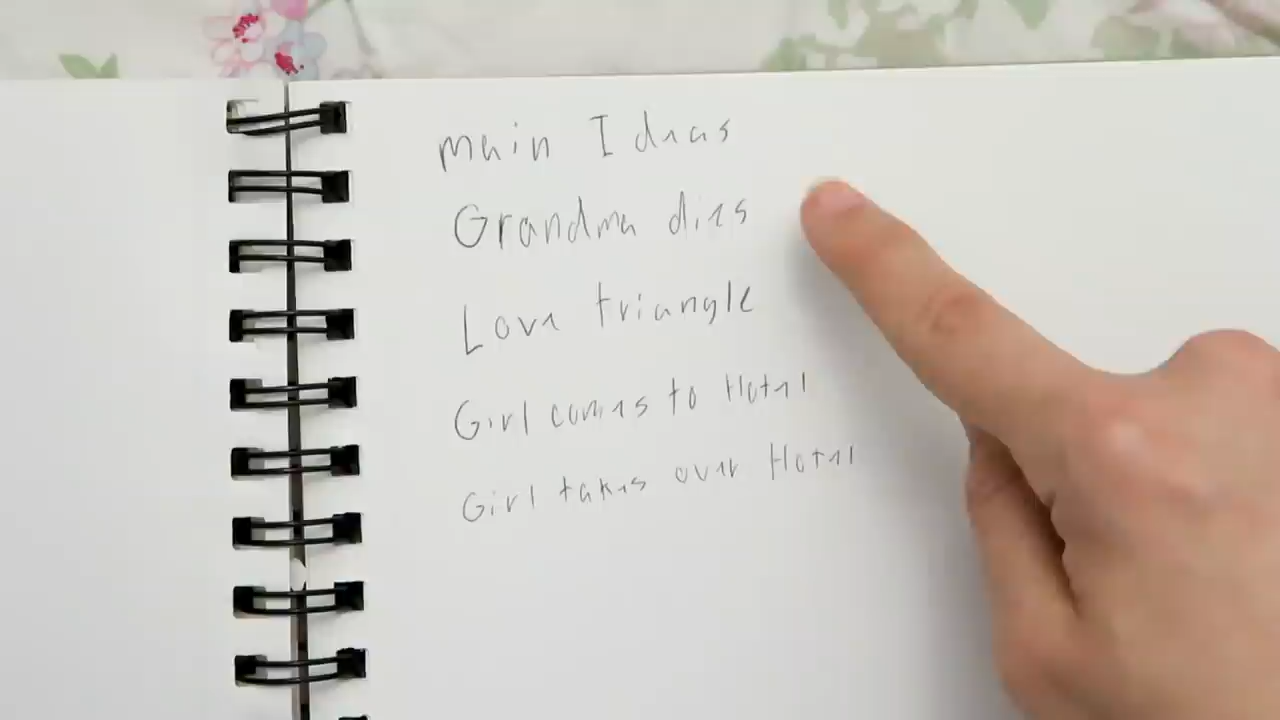 Main Ideas
Grandma dies
Love triangle
Girl comes to Hotel
Girl takes over Hotel